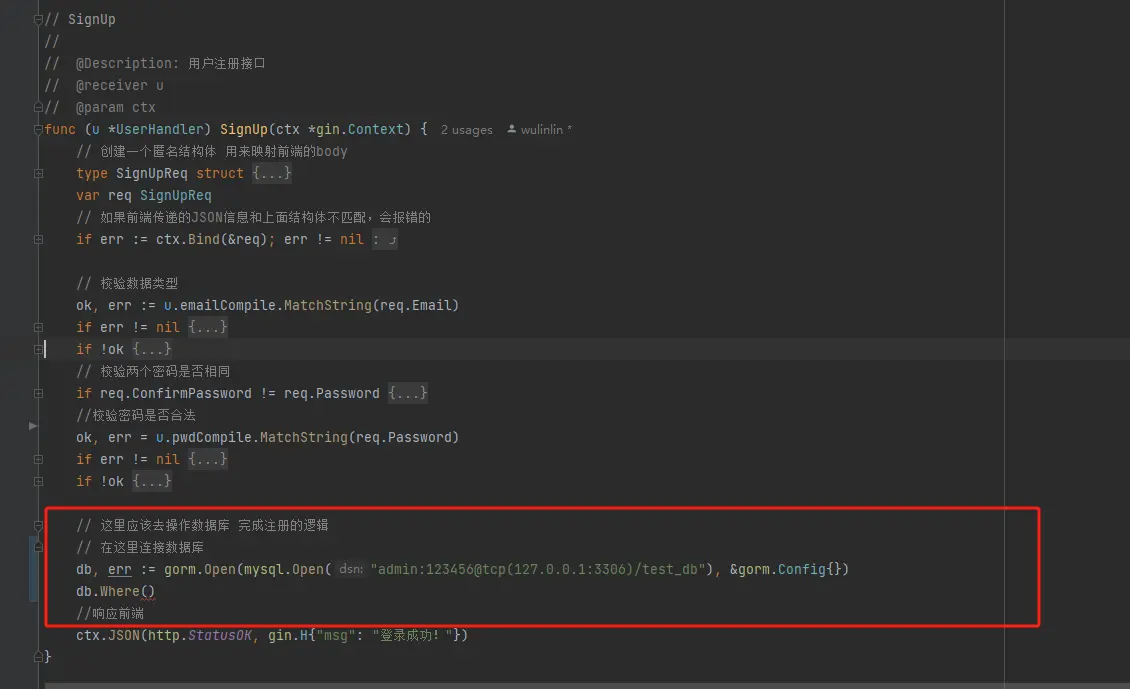 // SignUp
//
// @Description: 用户注册接口
// @receiver u
// @param ctx
func (u *UserHandler) SignUp(ctx *gin.Context) { 2 usages wulinlin *
// 创建一个匿名结构体 用来映射前端的body
type SignUpReq struct {...}
var req SignUpReq
// 如果前端传递的JSON信息和上面结构体不匹配，会报错的
if err := ctx.Bind(&req); err != nil :
// 校验数据类型
ok, err := u.emailCompile.MatchString(req.Email)
if err != nil {...}
if !ok {...}
// 校验两个密码是否相同
if req.ConfirmPassword != req.Password {...}
//校验密码是否合法
ok, err = u.pwdCompile.MatchString(req.Password)
if err != nil {...}
if !ok {...}
// 这里应该去操作数据库 完成注册的逻辑
// 在这里连接数据库
db, err := gorm.Open(mysql.Open( dsn: "admin:123456@tcp(127.0.0.1:3306)/test_db"), &gorm.Config{})
db.Where()
//响应前端
ctx.JSON(http.StatusOK, gin.H{"msg": "登录成功！"})
}